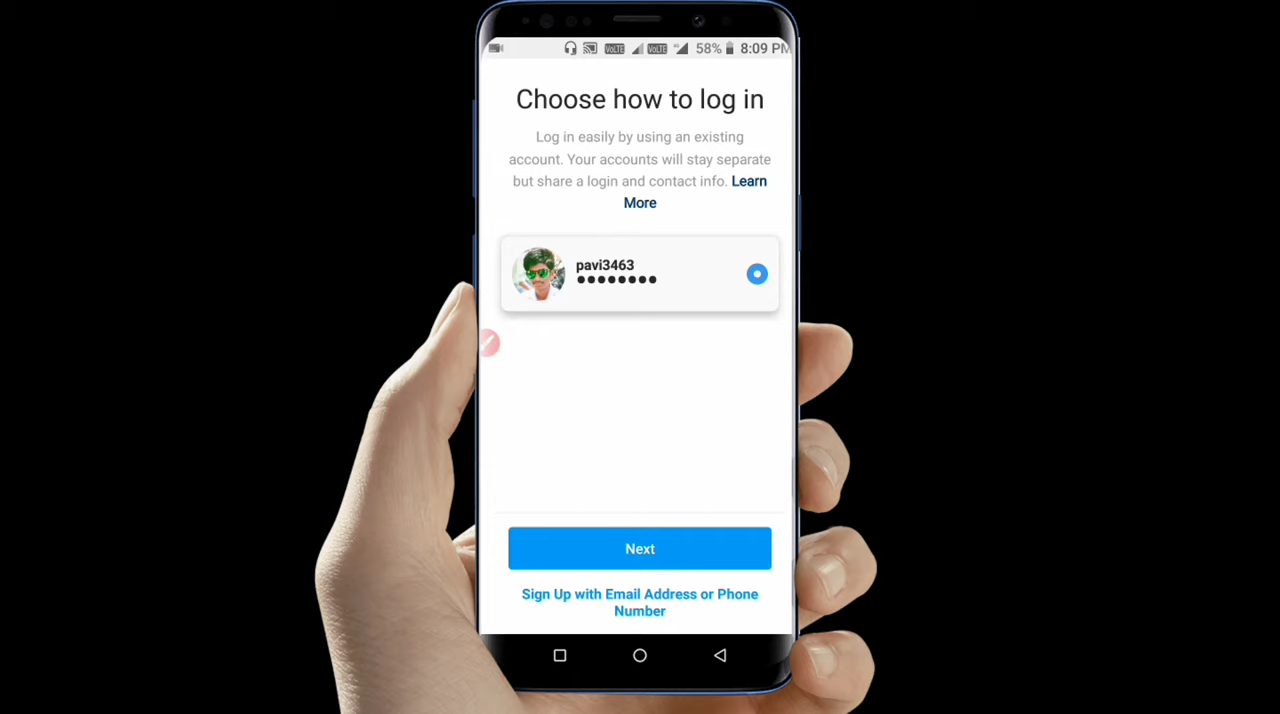 VoLTE VoLTE 58% 8:09 PM
Choose how to log in
Log in easily by using an existing
account. Your accounts will stay separate
but share a login and contact info. Learn
More
pavi3463
●●●●●●●●
Next
Sign Up with Email Address or Phone
Number